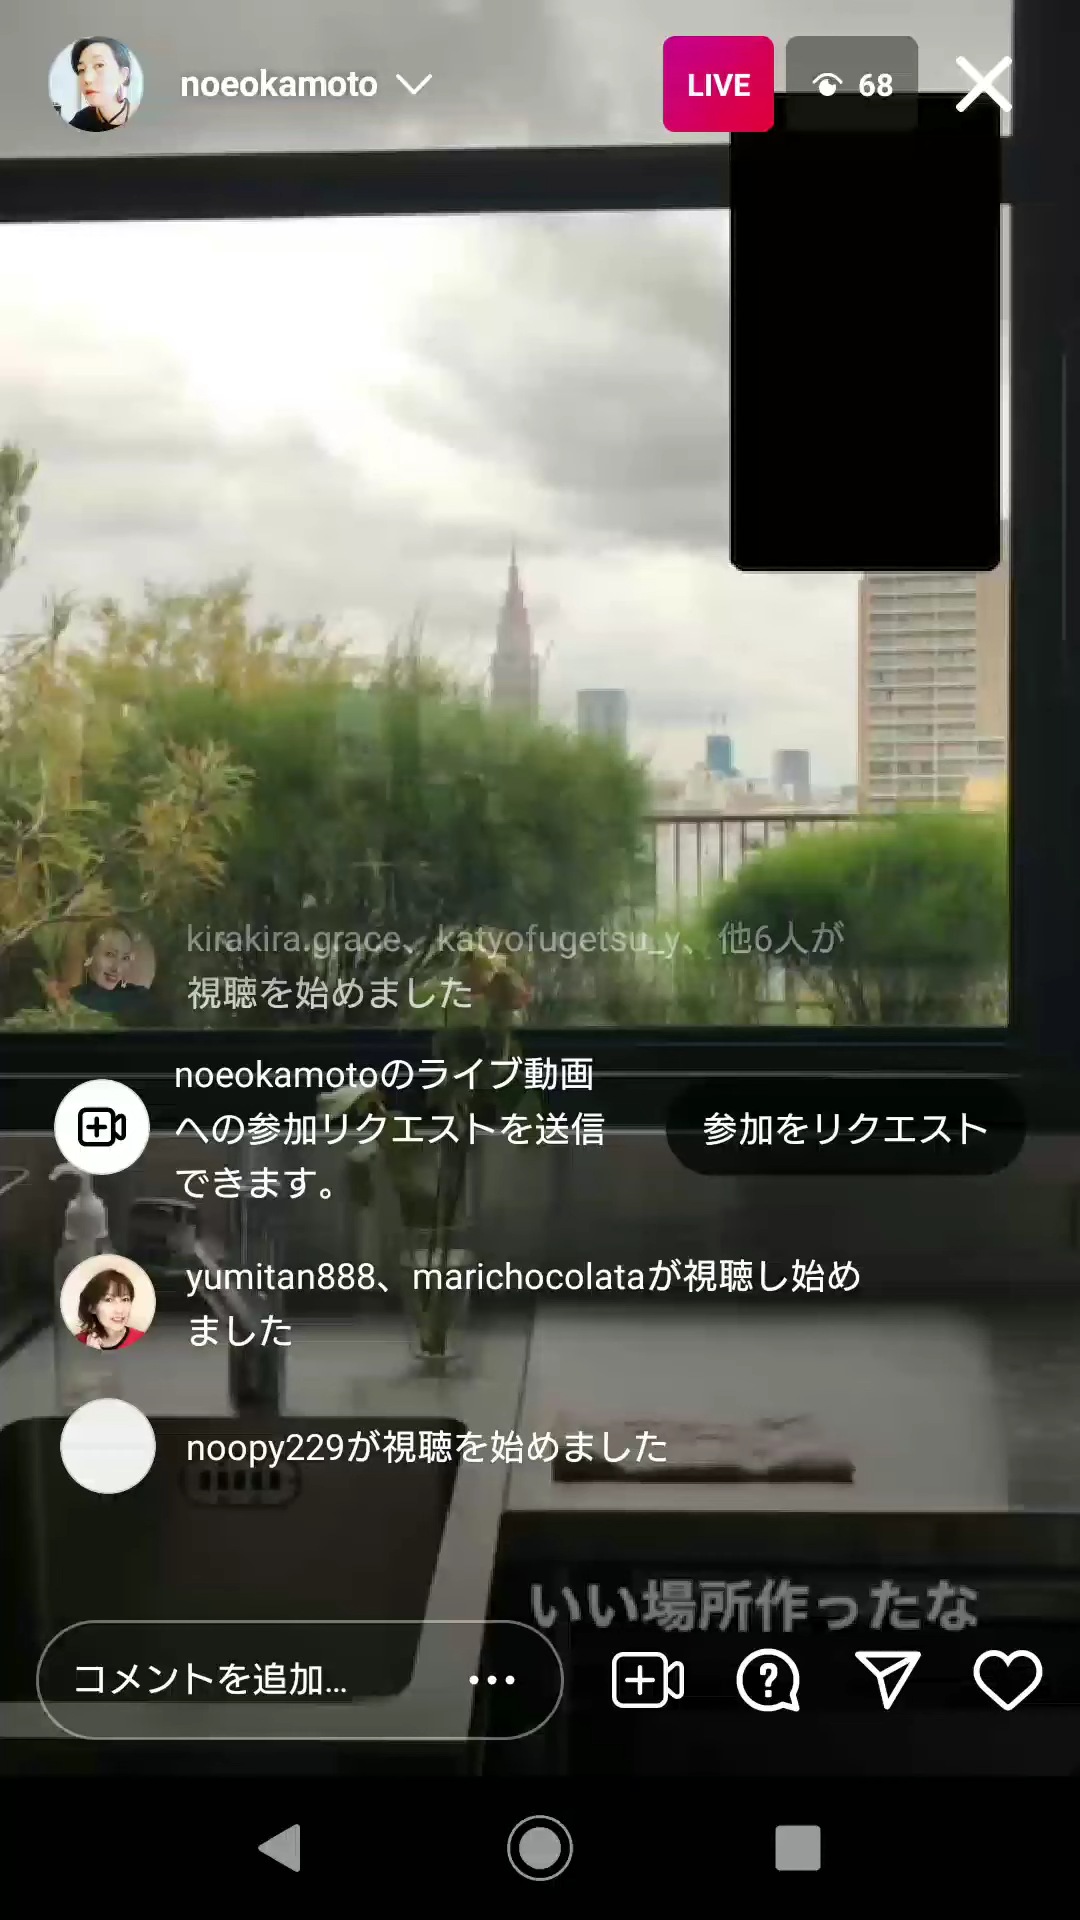 noeokamoto
LIVE
68
kirakira.grace、katyofugetsu_y、他6人が
視聴を始めました
noeokamotoのライブ動画
への参加リクエストを送信
できます。
参加をリクエスト
yumitan888、marichocolataが視聴し始め
ました
noopy229が視聴を始めました
いい場所作ったな
コメントを追加...